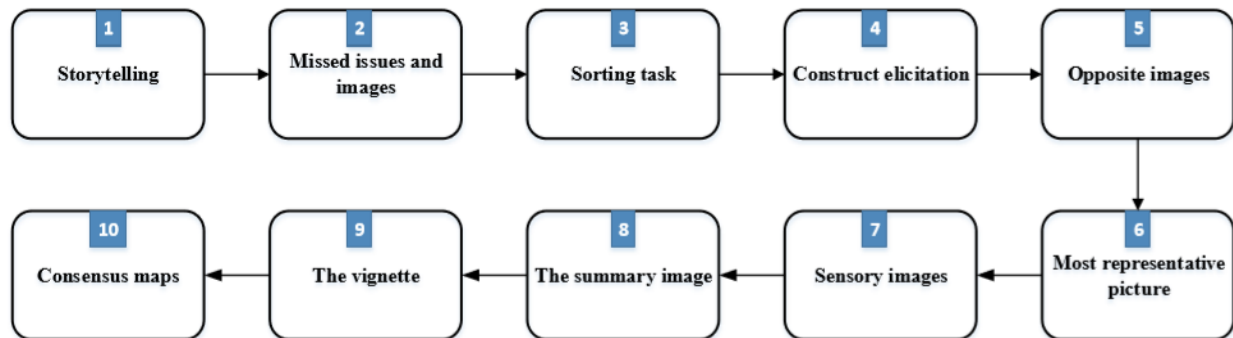 1
Storytelling
2
Missed issues and
images
3
Sorting task
4
Construct elicitation
5
Opposite images
6
Most representative
picture
7
Sensory images
8
The summary image
9
The vignette
10
Consensus maps